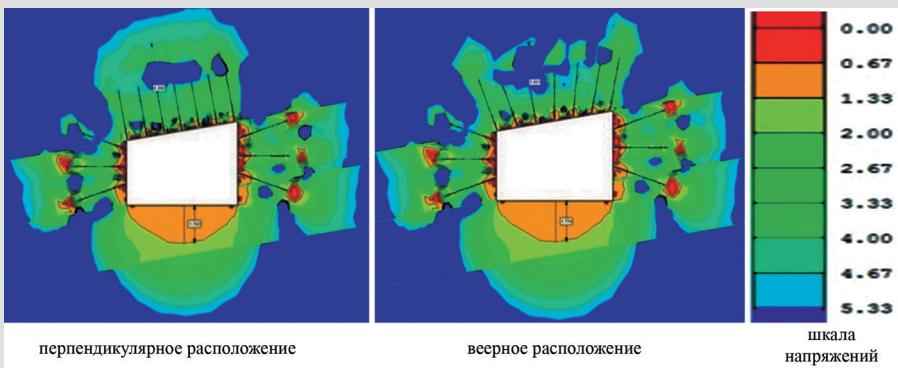 0.00
0.67
1.33
2.00
2.67
3.33
4.00
4.67
5.33
перпендикулярное расположение
веерное расположение
шкала
напряжений